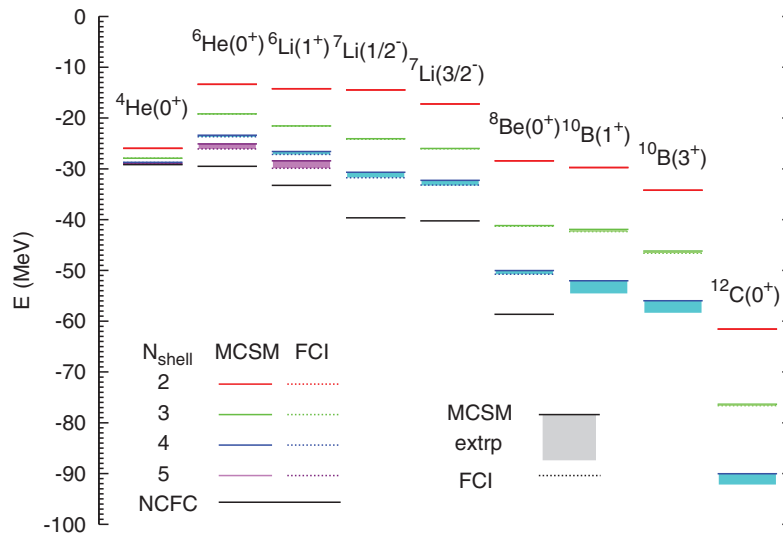 0
-10
-20
-30
-40
-50
-60
-70
-80
-90
-100
E (MeV)
⁴He(0⁺)
⁶He(0⁺) ⁶Li(1⁺) ⁷Li(1/2⁻)
⁷Li(3/2⁻)
⁸Be(0⁺) ¹⁰B(1⁺)
¹⁰B(3⁺)
¹²C(0⁺)
N_shell MCSM FCI
2
3
4
5
NCFC
MCSM
extrp
FCI